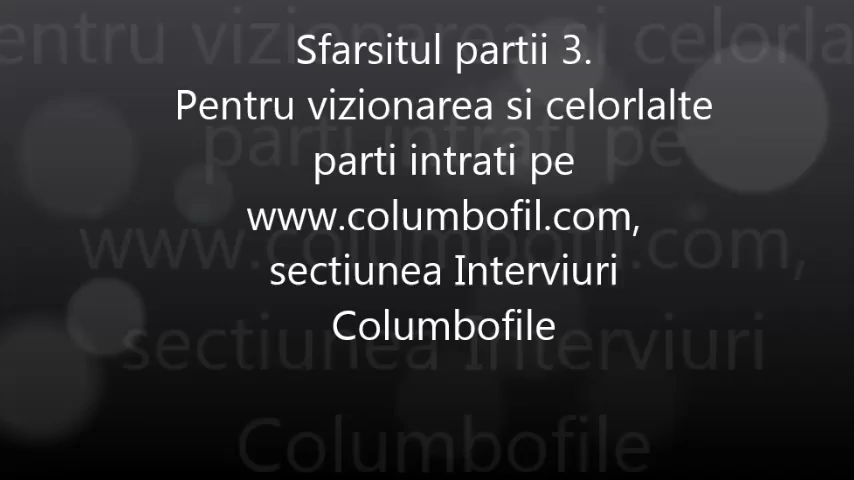 Sfarsitul partii 3.
Pentru vizionarea si celorlalte
parti intrati pe
www.columbofil.com,
sectiunea Interviuri
Columbofile